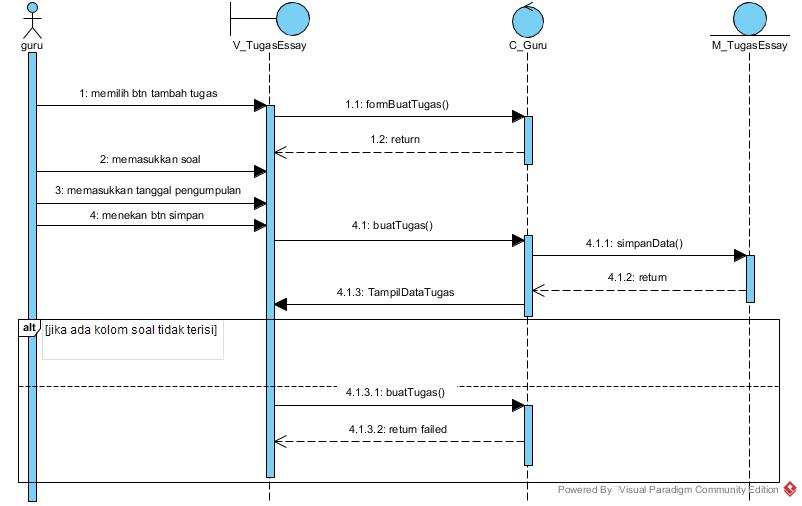 guru
V_TugasEssay
C_Guru
M_TugasEssay
1: memilih btn tambah tugas
1.1: formBuatTugas()
1.2: return
2: memasukkan soal
3: memasukkan tanggal pengumpulan
4: menekan btn simpan
4.1: buatTugas()
4.1.1: simpanData()
4.1.2: return
4.1.3: TampilDataTugas
alt
[jika ada kolom soal tidak terisi]
4.1.3.1: buatTugas()
4.1.3.2: return failed
Powered By Visual Paradigm Community Edition